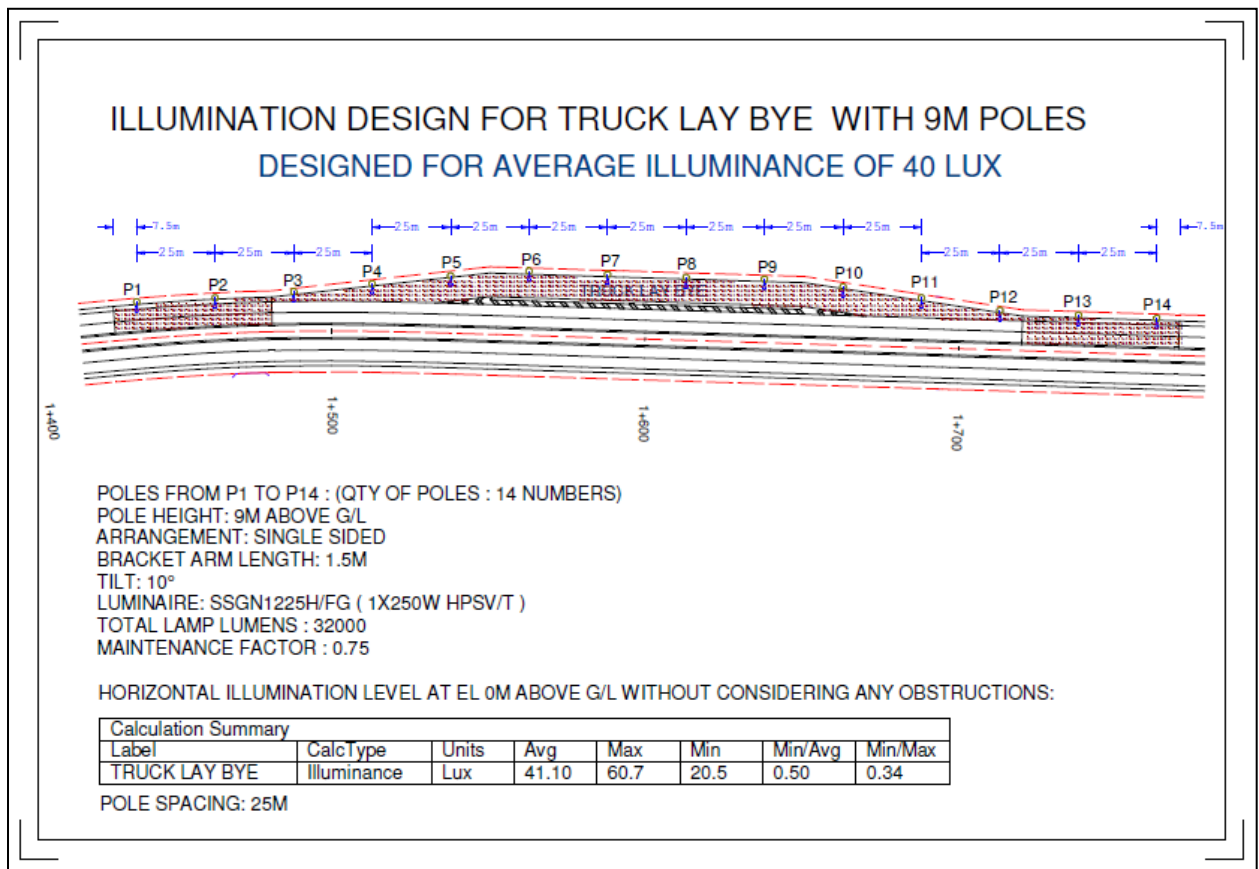 ILLUMINATION DESIGN FOR TRUCK LAY BYE WITH 9M POLES
DESIGNED FOR AVERAGE ILLUMINANCE OF 40 LUX
7.5m 25m 25m 25m 25m 25m 25m 7.5m
25m 25m 25m 25m 25m 25m
P1 P2 P3 P4 P5 P6 P7 P8 P9 P10 P11 P12 P13 P14
TRUCK LAY BYE
1+400 1+500 1+600 1+700
POLES FROM P1 TO P14 : (QTY OF POLES : 14 NUMBERS)
POLE HEIGHT: 9M ABOVE G/L
ARRANGEMENT: SINGLE SIDED
BRACKET ARM LENGTH: 1.5M
TILT: 10°
LUMINAIRE: SSGN1225H/FG ( 1X250W HPSV/T )
TOTAL LAMP LUMENS : 32000
MAINTENANCE FACTOR : 0.75
HORIZONTAL ILLUMINATION LEVEL AT EL 0M ABOVE G/L WITHOUT CONSIDERING ANY OBSTRUCTIONS:
Calculation Summary
Label CalcType Units Avg Max Min Min/Avg Min/Max
TRUCK LAY BYE Illuminance Lux 41.10 60.7 20.5 0.50 0.34
POLE SPACING: 25M